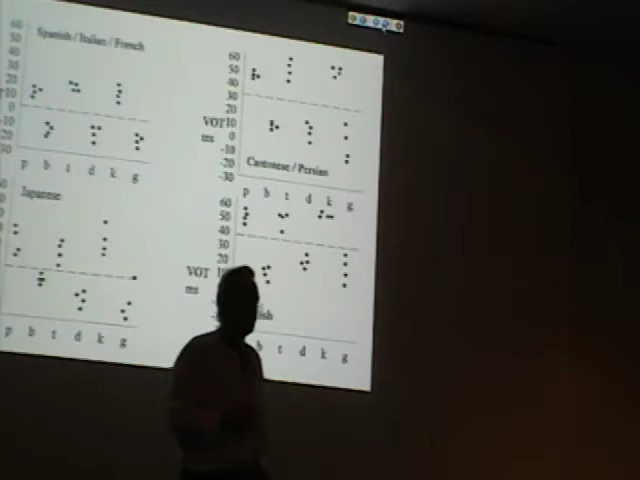 Spanish / Italian / French
60
50
40
30
20
10
0
-10
-20
-30
p b t d k g
60
50
40
30
20
VOT 10
ms 0
-10
-20
-30
Cantonese / Persian
p b t d k g
Japanese
p b t d k g
60
50
40
30
20
VOT
ms
b t d k g